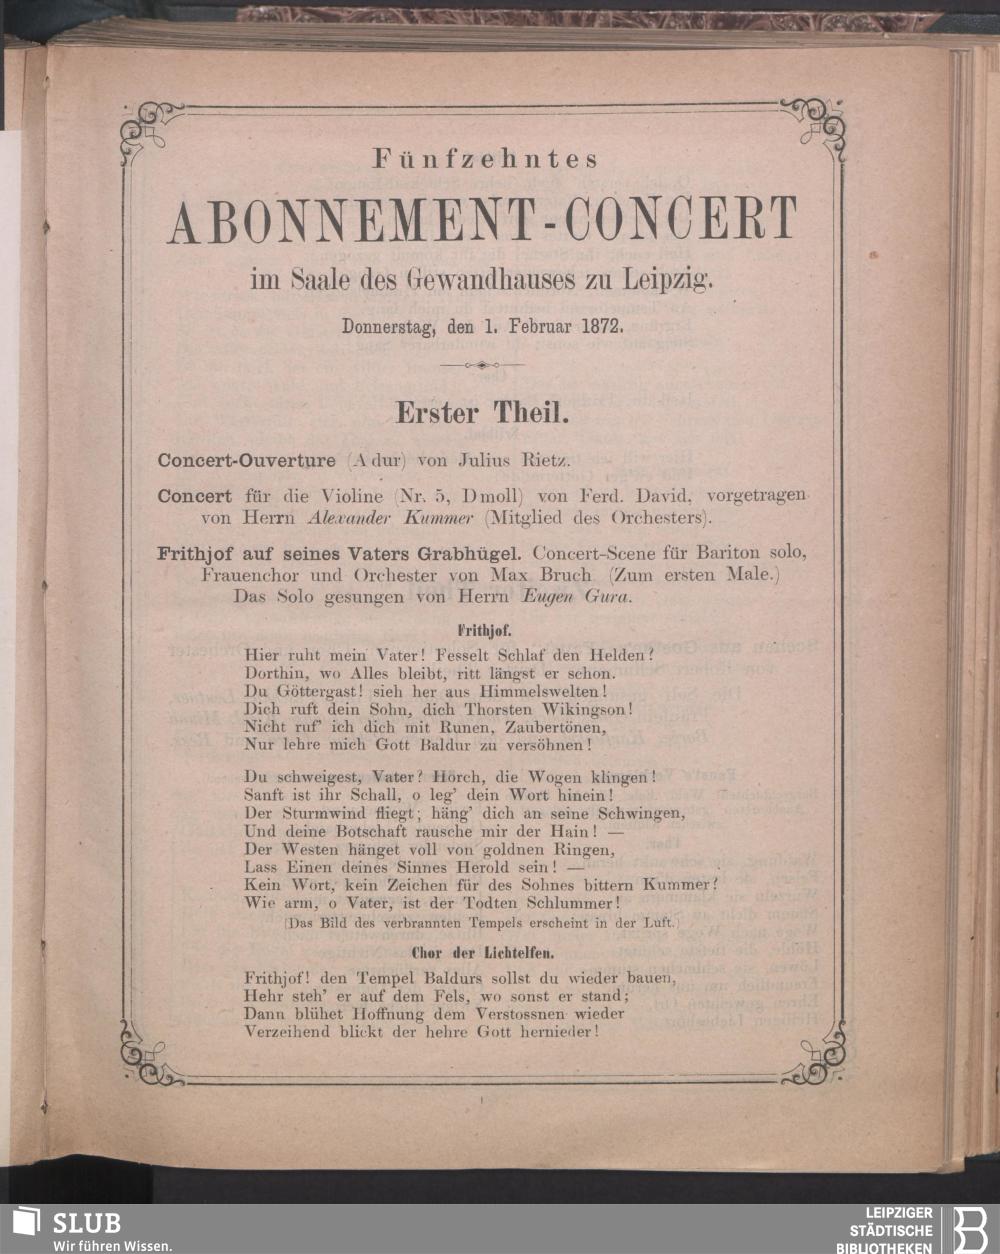 Fünfzehntes
ABONNEMENT-CONCERT
im Saale des Gewandhauses zu Leipzig.
Donnerstag, den 1. Februar 1872.
Erster Theil.
Concert-Ouverture (A dur) von Julius Rietz.
Concert für die Violine (Nr. 5, D moll) von Ferd. David, vorgetragen
von Herrn Alexander Kummer (Mitglied des Orchesters).
Frithjof auf seines Vaters Grabhügel. Concert-Scene für Bariton solo,
Frauenchor und Orchester von Max Bruch (Zum ersten Male.)
Das Solo gesungen von Herrn Eugen Gura.
Frithjof.
Hier ruht mein Vater! Fesselt Schlaf den Helden?
Dorthin, wo Alles bleibt, ritt längst er schon.
Du Göttergast! sieh her aus Himmelswelten!
Dich ruft dein Sohn, dich Thorsten Wikingson!
Nicht ruf' ich dich mit Runen, Zaubertönen,
Nur lehre mich Gott Baldur zu versöhnen!
Du schweigest, Vater? Horch, die Wogen klingen!
Sanft ist ihr Schall, o leg' dein Wort hinein!
Der Sturmwind fliegt; häng' dich an seine Schwingen,
Und deine Botschaft rausche mir der Hain! —
Der Westen hänget voll von goldnen Ringen,
Lass Einen deines Sinnes Herold sein! —
Kein Wort, kein Zeichen für des Sohnes bittern Kummer?
Wie arm, o Vater, ist der Todten Schlummer!
(Das Bild des verbrannten Tempels erscheint in der Luft.)
Chor der Lichtelfen.
Frithjof! den Tempel Baldurs sollst du wieder bauen,
Hehr steh' er auf dem Fels, wo sonst er stand;
Dann blühet Hoffnung dem Verstossnen wieder
Verzeihend blickt der hehre Gott hernieder!
SLUB
Wir führen Wissen.
LEIPZIGER
STÄDTISCHE
BIBLIOTHEKEN